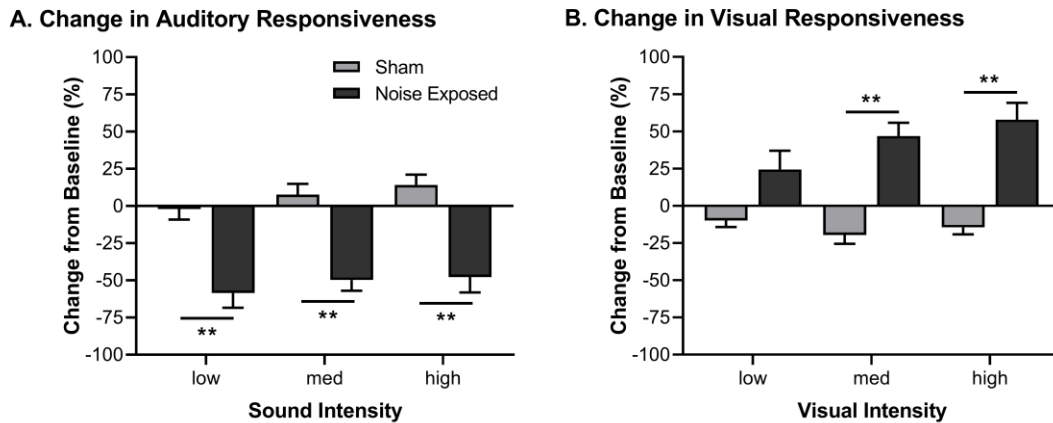 A. Change in Auditory Responsiveness
Change from Baseline (%)
100
75
50
25
0
-25
-50
-75
-100
Sham
Noise Exposed
**
**
**
low
med
high
Sound Intensity
B. Change in Visual Responsiveness
Change from Baseline (%)
100
75
50
25
0
-25
-50
-75
-100
**
**
low
med
high
Visual Intensity